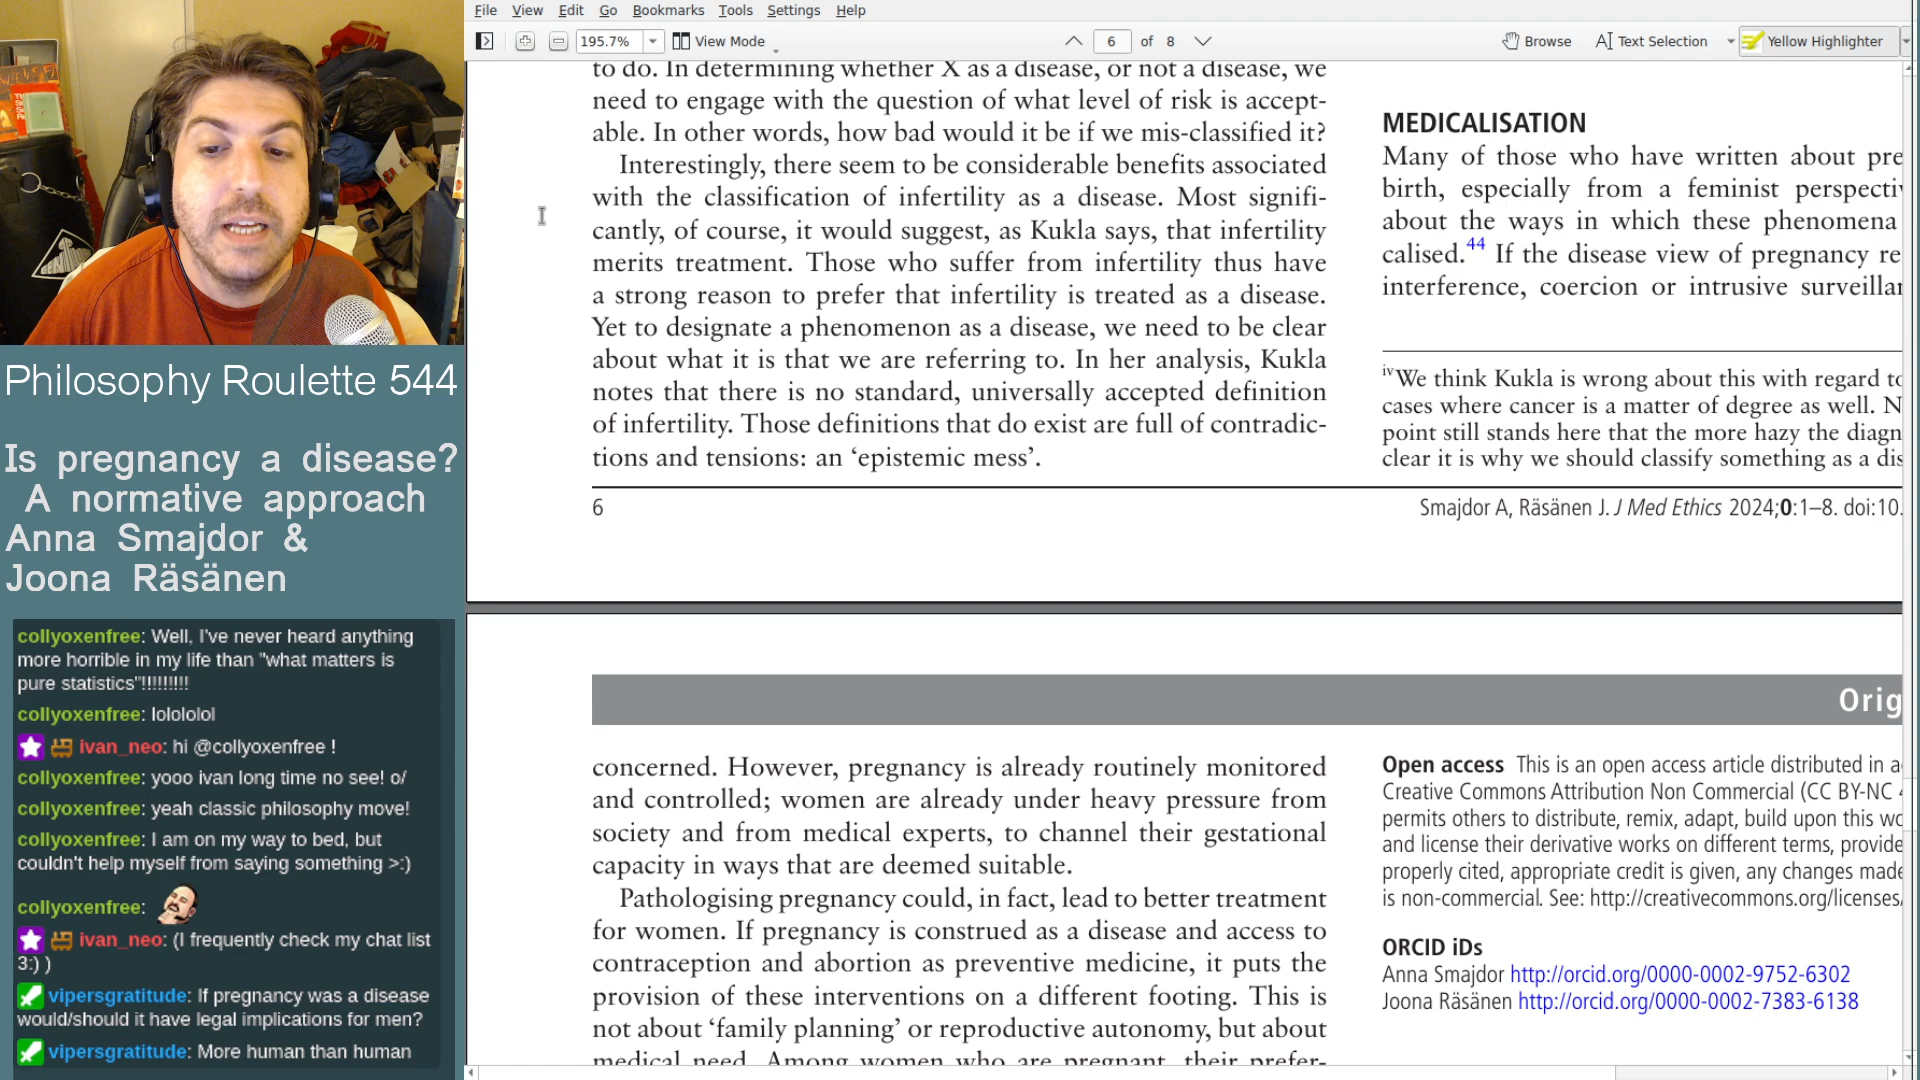 File View Edit Go Bookmarks Tools Settings Help
195.7% View Mode 6 of 8 Browse Text Selection Yellow Highlighter
to do. In determining whether X as a disease, or not a disease, we
need to engage with the question of what level of risk is accept-
able. In other words, how bad would it be if we mis-classified it?
Interestingly, there seem to be considerable benefits associated
with the classification of infertility as a disease. Most signifi-
cantly, of course, it would suggest, as Kukla says, that infertility
merits treatment. Those who suffer from infertility thus have
a strong reason to prefer that infertility is treated as a disease.
Yet to designate a phenomenon as a disease, we need to be clear
about what it is that we are referring to. In her analysis, Kukla
notes that there is no standard, universally accepted definition
of infertility. Those definitions that do exist are full of contradic-
tions and tensions: an ‘epistemic mess’.
MEDICALISATION
Many of those who have written about pre
birth, especially from a feminist perspecti
about the ways in which these phenomena
calised.44 If the disease view of pregnancy re
interference, coercion or intrusive surveilla
ivWe think Kukla is wrong about this with regard to
cases where cancer is a matter of degree as well. N
point still stands here that the more hazy the diagn
clear it is why we should classify something as a dis
6
Smajdor A, Räsänen J. J Med Ethics 2024;0:1–8. doi:10.
Orig
concerned. However, pregnancy is already routinely monitored
and controlled; women are already under heavy pressure from
society and from medical experts, to channel their gestational
capacity in ways that are deemed suitable.
Pathologising pregnancy could, in fact, lead to better treatment
for women. If pregnancy is construed as a disease and access to
contraception and abortion as preventive medicine, it puts the
provision of these interventions on a different footing. This is
not about ‘family planning’ or reproductive autonomy, but about
medical need. Among women who are pregnant, their prefer-
Open access This is an open access article distributed in a
Creative Commons Attribution Non Commercial (CC BY-NC
permits others to distribute, remix, adapt, build upon this wo
and license their derivative works on different terms, provide
properly cited, appropriate credit is given, any changes made
is non-commercial. See: http://creativecommons.org/licenses
ORCID iDs
Anna Smajdor http://orcid.org/0000-0002-9752-6302
Joona Räsänen http://orcid.org/0000-0002-7383-6138
Philosophy Roulette 544
Is pregnancy a disease?
A normative approach
Anna Smajdor &
Joona Räsänen
collyoxenfree: Well, I've never heard anything
more horrible in my life than "what matters is
pure statistics"!!!!!!!!!
collyoxenfree: lolololol
ivan_neo: hi @collyoxenfree !
collyoxenfree: yooo ivan long time no see! o/
collyoxenfree: yeah classic philosophy move!
collyoxenfree: I am on my way to bed, but
couldn't help myself from saying something >:)
collyoxenfree:
ivan_neo: (I frequently check my chat list
3:) )
vipersgratitude: If pregnancy was a disease
would/should it have legal implications for men?
vipersgratitude: More human than human